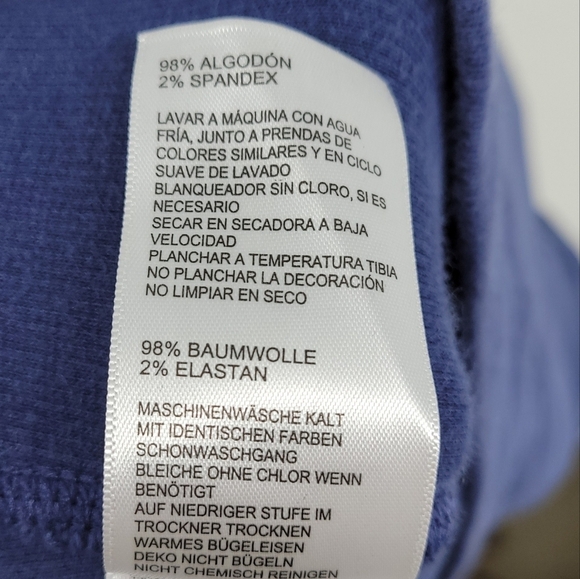 98% ALGODÓN
2% SPANDEX
LAVAR A MÁQUINA CON AGUA
FRÍA, JUNTO A PRENDAS DE
COLORES SIMILARES Y EN CICLO
SUAVE DE LAVADO
BLANQUEADOR SIN CLORO, SI ES
NECESARIO
SECAR EN SECADORA A BAJA
VELOCIDAD
PLANCHAR A TEMPERATURA TIBIA
NO PLANCHAR LA DECORACIÓN
NO LIMPIAR EN SECO
98% BAUMWOLLE
2% ELASTAN
MASCHINENWÄSCHE KALT
MIT IDENTISCHEN FARBEN
SCHONWASCHGANG
BLEICHE OHNE CHLOR WENN
BENÖTIGT
AUF NIEDRIGER STUFE IM
TROCKNER TROCKNEN
WARMES BÜGELEISEN
DEKO NICHT BÜGELN
NICHT CHEMISCH REINIGEN